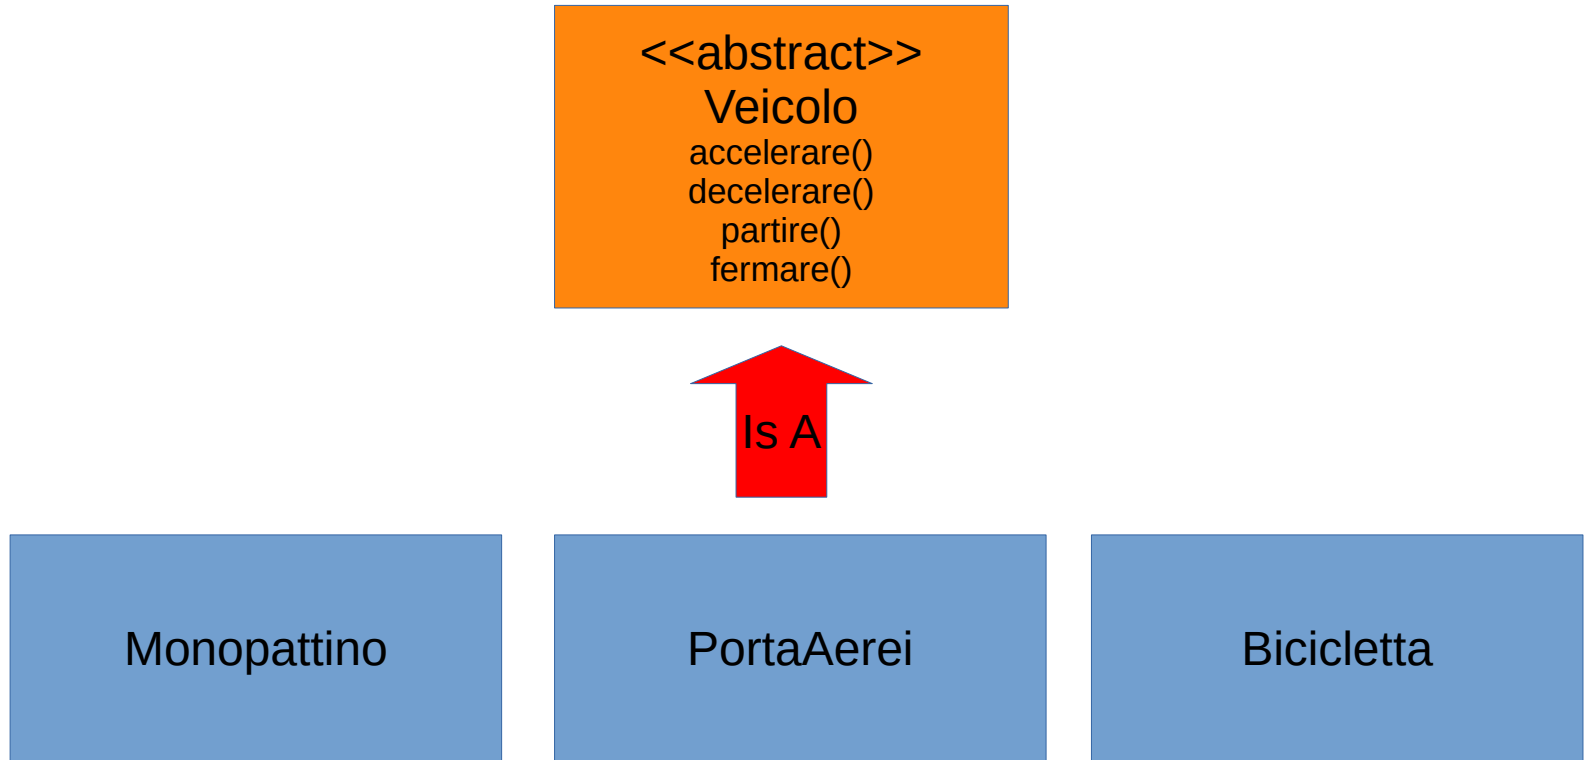 <<abstract>>
Veicolo
accelerare()
decelerare()
partire()
fermare()
Is A
Monopattino
PortaAerei
Bicicletta